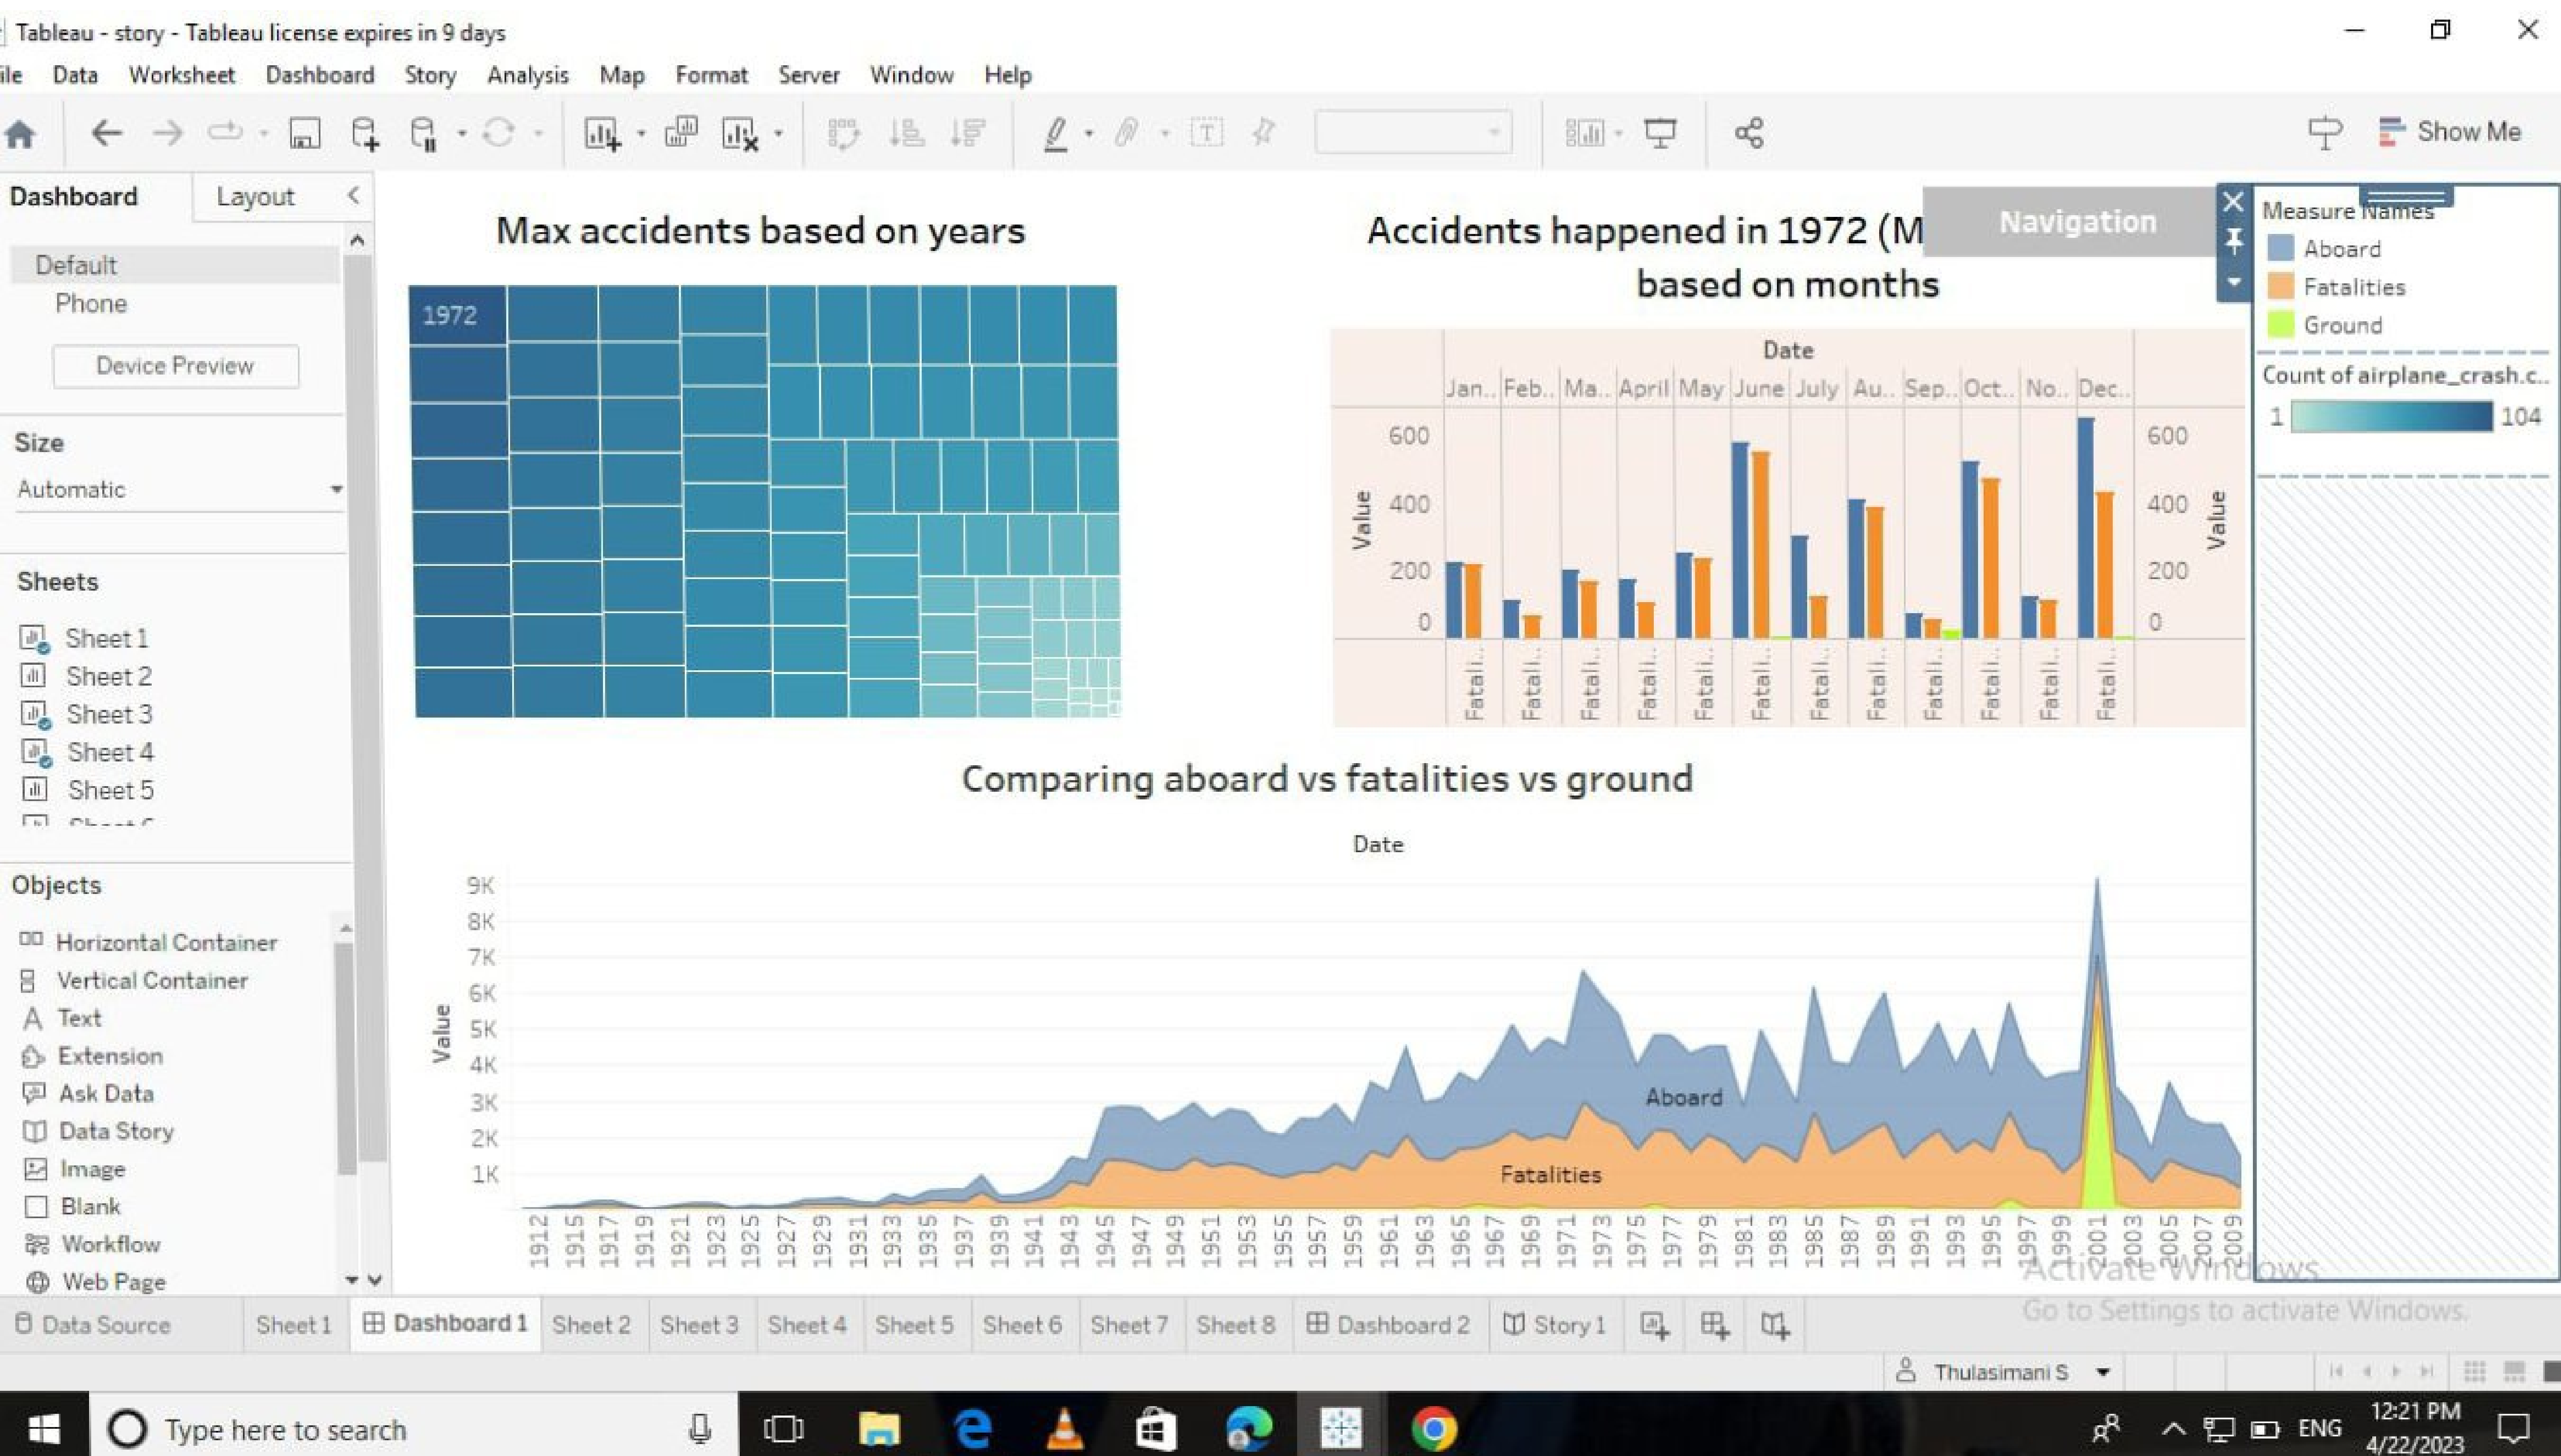 Tableau - story - Tableau license expires in 9 days
ile Data Worksheet Dashboard Story Analysis Map Format Server Window Help
Show Me
Dashboard Layout
Default
Phone
Device Preview
Size
Automatic
Sheets
Sheet 1
Sheet 2
Sheet 3
Sheet 4
Sheet 5
Objects
Horizontal Container
Vertical Container
Text
Extension
Ask Data
Data Story
Image
Blank
Workflow
Web Page
Max accidents based on years
1972
Accidents happened in 1972 (M
based on months
Navigation
Date
Jan.. Feb.. Ma.. April May June July Au.. Sep.. Oct.. No.. Dec..
600 600
400 400
200 200
0 0
Value Value
Fatali.. Fatali.. Fatali.. Fatali.. Fatali.. Fatali.. Fatali.. Fatali.. Fatali.. Fatali.. Fatali.. Fatali..
Measure Names
Aboard
Fatalities
Ground
Count of airplane_crash.c..
1 104
Comparing aboard vs fatalities vs ground
Date
9K
8K
7K
6K
5K
4K
3K
2K
1K
Value
Aboard
Fatalities
1912 1915 1917 1919 1921 1923 1925 1927 1929 1931 1933 1935 1937 1939 1941 1943 1945 1947 1949 1951 1953 1955 1957 1959 1961 1963 1965 1967 1969 1971 1973 1975 1977 1979 1981 1983 1985 1987 1989 1991 1993 1995 1997 1999 2001 2003 2005 2007 2009
Activate Windows
Go to Settings to activate Windows.
Data Source Sheet 1 Dashboard 1 Sheet 2 Sheet 3 Sheet 4 Sheet 5 Sheet 6 Sheet 7 Sheet 8 Dashboard 2 Story 1
Thulasimani S
Type here to search
ENG
12:21 PM
4/22/2023